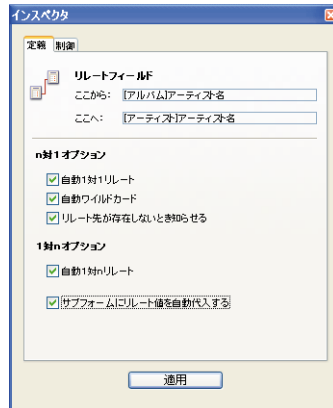 インスペクタ
定義 制御
リレートフィールド
ここから: [アルバム]アーティスト名
ここへ: [アーティスト]アーティスト名
n対1オプション
自動1対1リレート
自動ワイルドカード
リレート先が存在しないとき知らせる
1対nオプション
自動1対nリレート
サブフォームにリレート値を自動代入する
適用